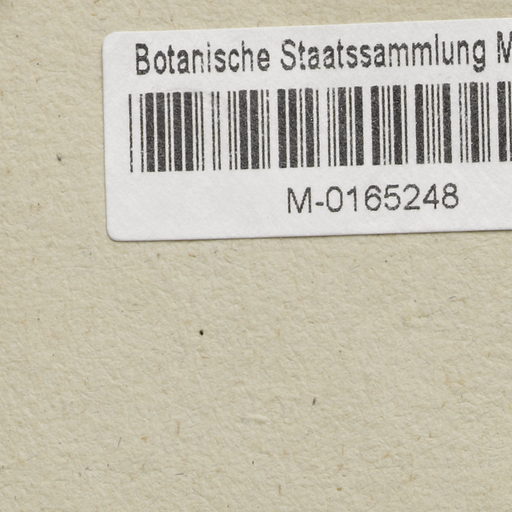 Botanische Staatssammlung M
M-0165248